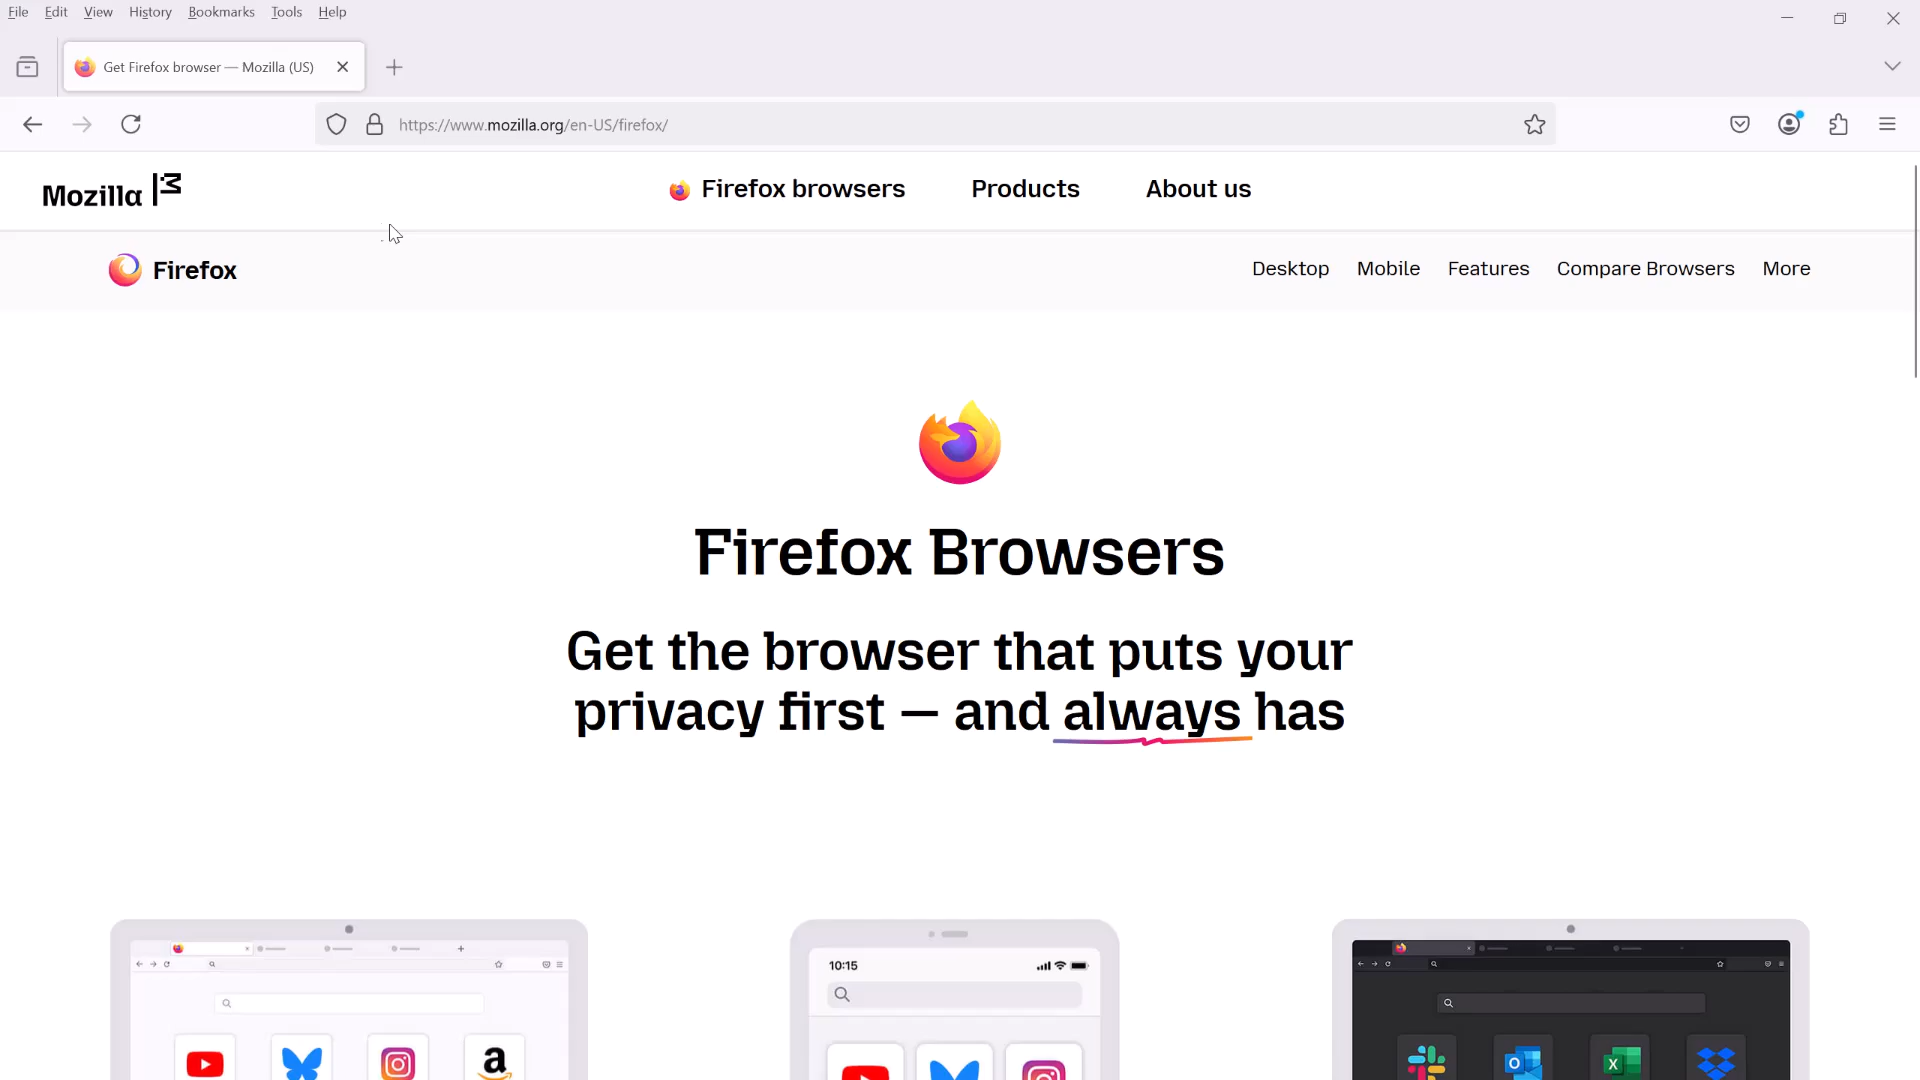 File Edit View History Bookmarks Tools Help
Get Firefox browser — Mozilla (US)
https://www.mozilla.org/en-US/firefox/
Mozilla
Firefox browsers Products About us
Firefox
Desktop Mobile Features Compare Browsers More
Firefox Browsers
Get the browser that puts your
privacy first — and always has
10:15